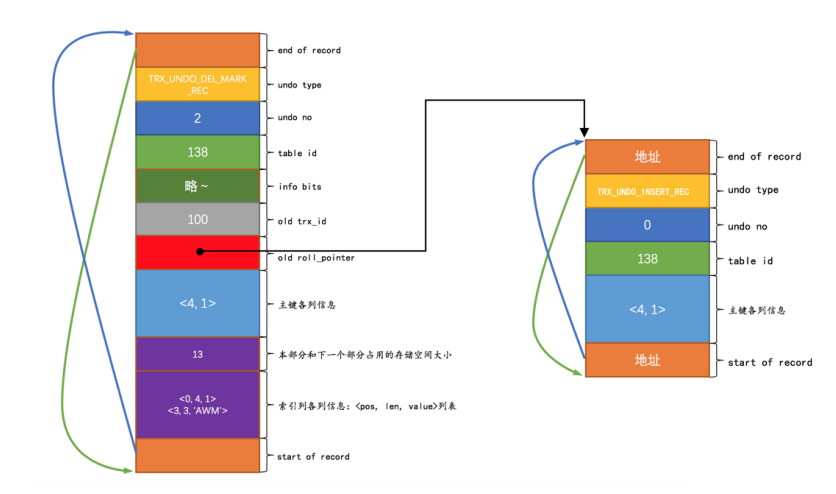 end of record
TRX_UNDO_DEL_MARK
_REC
undo type
2
undo no
138
table id
略~
info bits
100
old trx_id
old roll_pointer
<4, 1>
主键各列信息
13
本部分和下一个部分占用的存储空间大小
<0, 4, 1>
<3, 3, 'AWM'>
索引到各列信息：<pos, len, value>列表
start of record
地址
end of record
TRX_UNDO_INSERT_REC
undo type
0
undo no
138
table id
<4, 1>
主键各列信息
地址
start of record